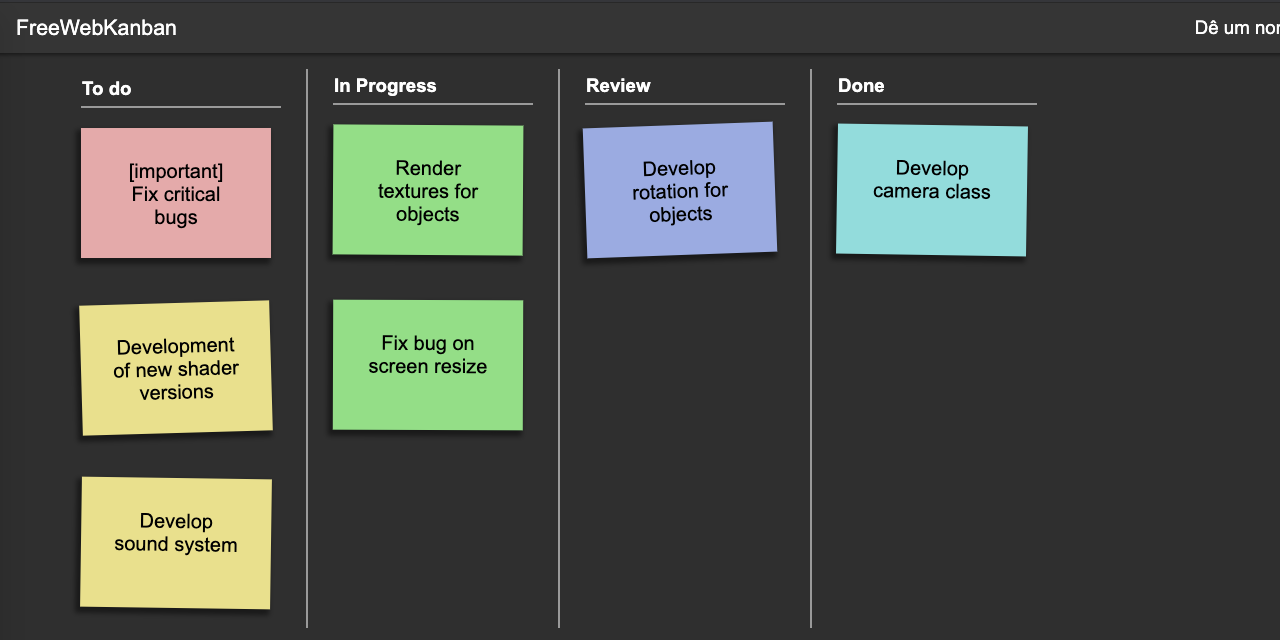 FreeWebKanban
Dê um
To do
In Progress
Review
Done
[important]
Fix critical
bugs
Development
of new shader
versions
Develop
sound system
Render
textures for
objects
Fix bug on
screen resize
Develop
rotation for
objects
Develop
camera class